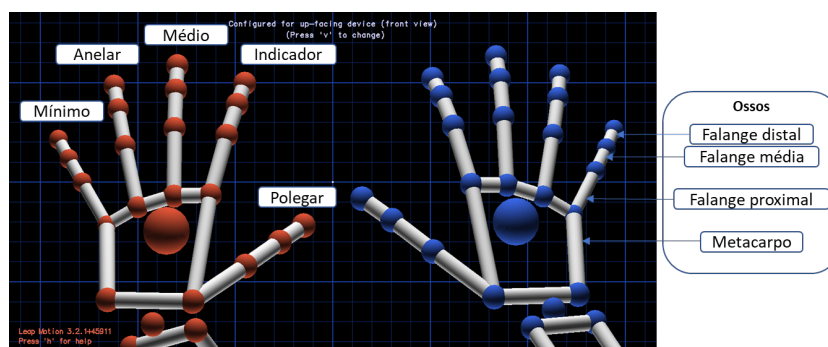 Configured for up-facing device (front view)
(Press 'v' to change)
Médio
Anelar
Indicador
Mínimo
Polegar
Ossos
Falange distal
Falange média
Falange proximal
Metacarpo
Leap Motion 3.2.1+45911
Press 'h' for help